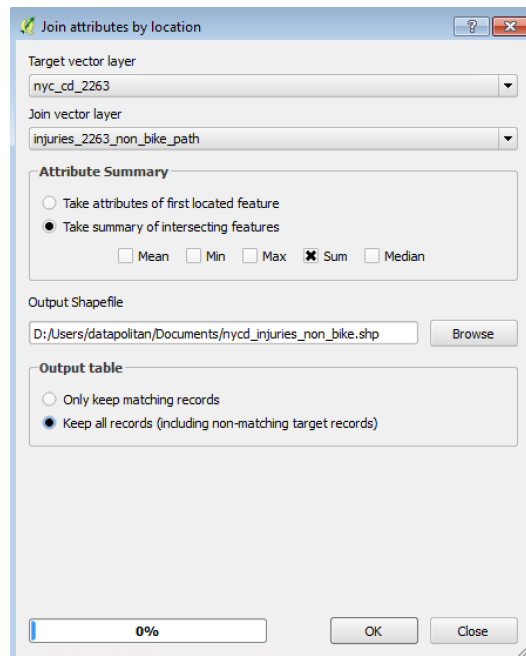 Join attributes by location
Target vector layer
nyc_cd_2263
Join vector layer
injuries_2263_non_bike_path
Attribute Summary
Take attributes of first located feature
Take summary of intersecting features
Mean Min Max Sum Median
Output Shapefile
D:/Users/datapolitan/Documents/nycd_injuries_non_bike.shp Browse
Output table
Only keep matching records
Keep all records (including non-matching target records)
0% OK Close